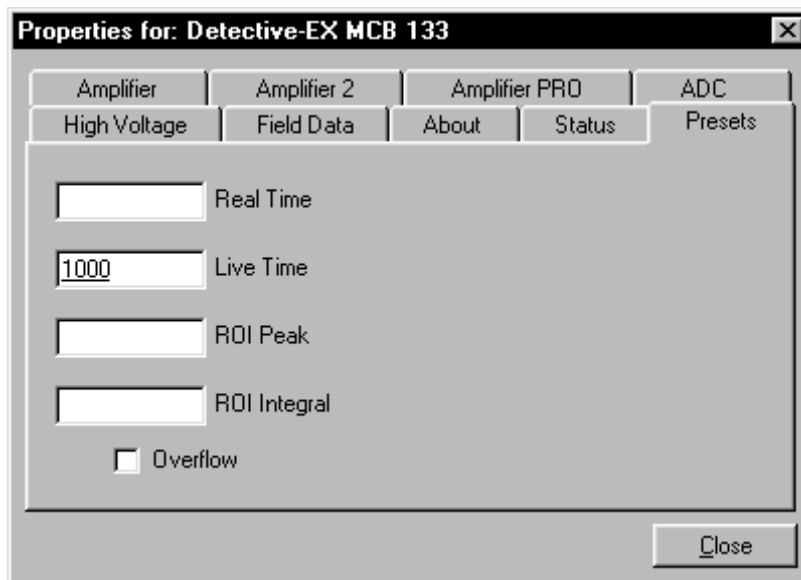 Properties for: Detective-EX MCB 133
Amplifier Amplifier 2 Amplifier PRO ADC
High Voltage Field Data About Status Presets
Real Time
1000 Live Time
ROI Peak
ROI Integral
Overflow
Close